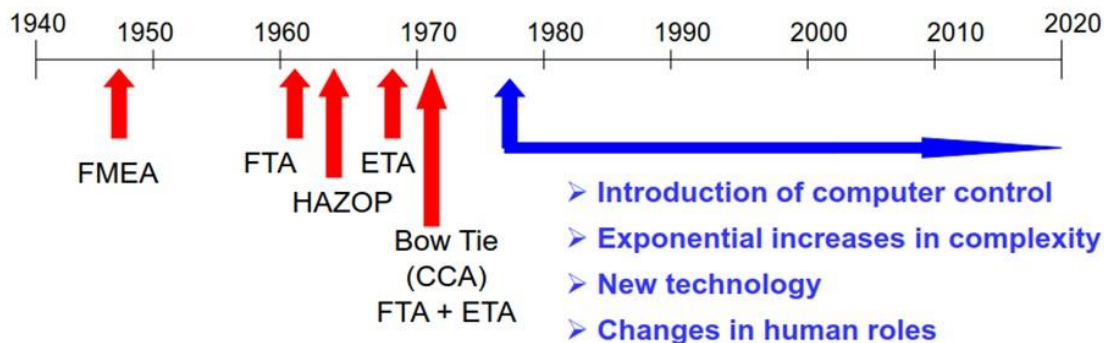 1940 1950 1960 1970 1980 1990 2000 2010 2020
FMEA
FTA
HAZOP
ETA
Bow Tie
(CCA)
FTA + ETA
➢ Introduction of computer control
➢ Exponential increases in complexity
➢ New technology
➢ Changes in human roles